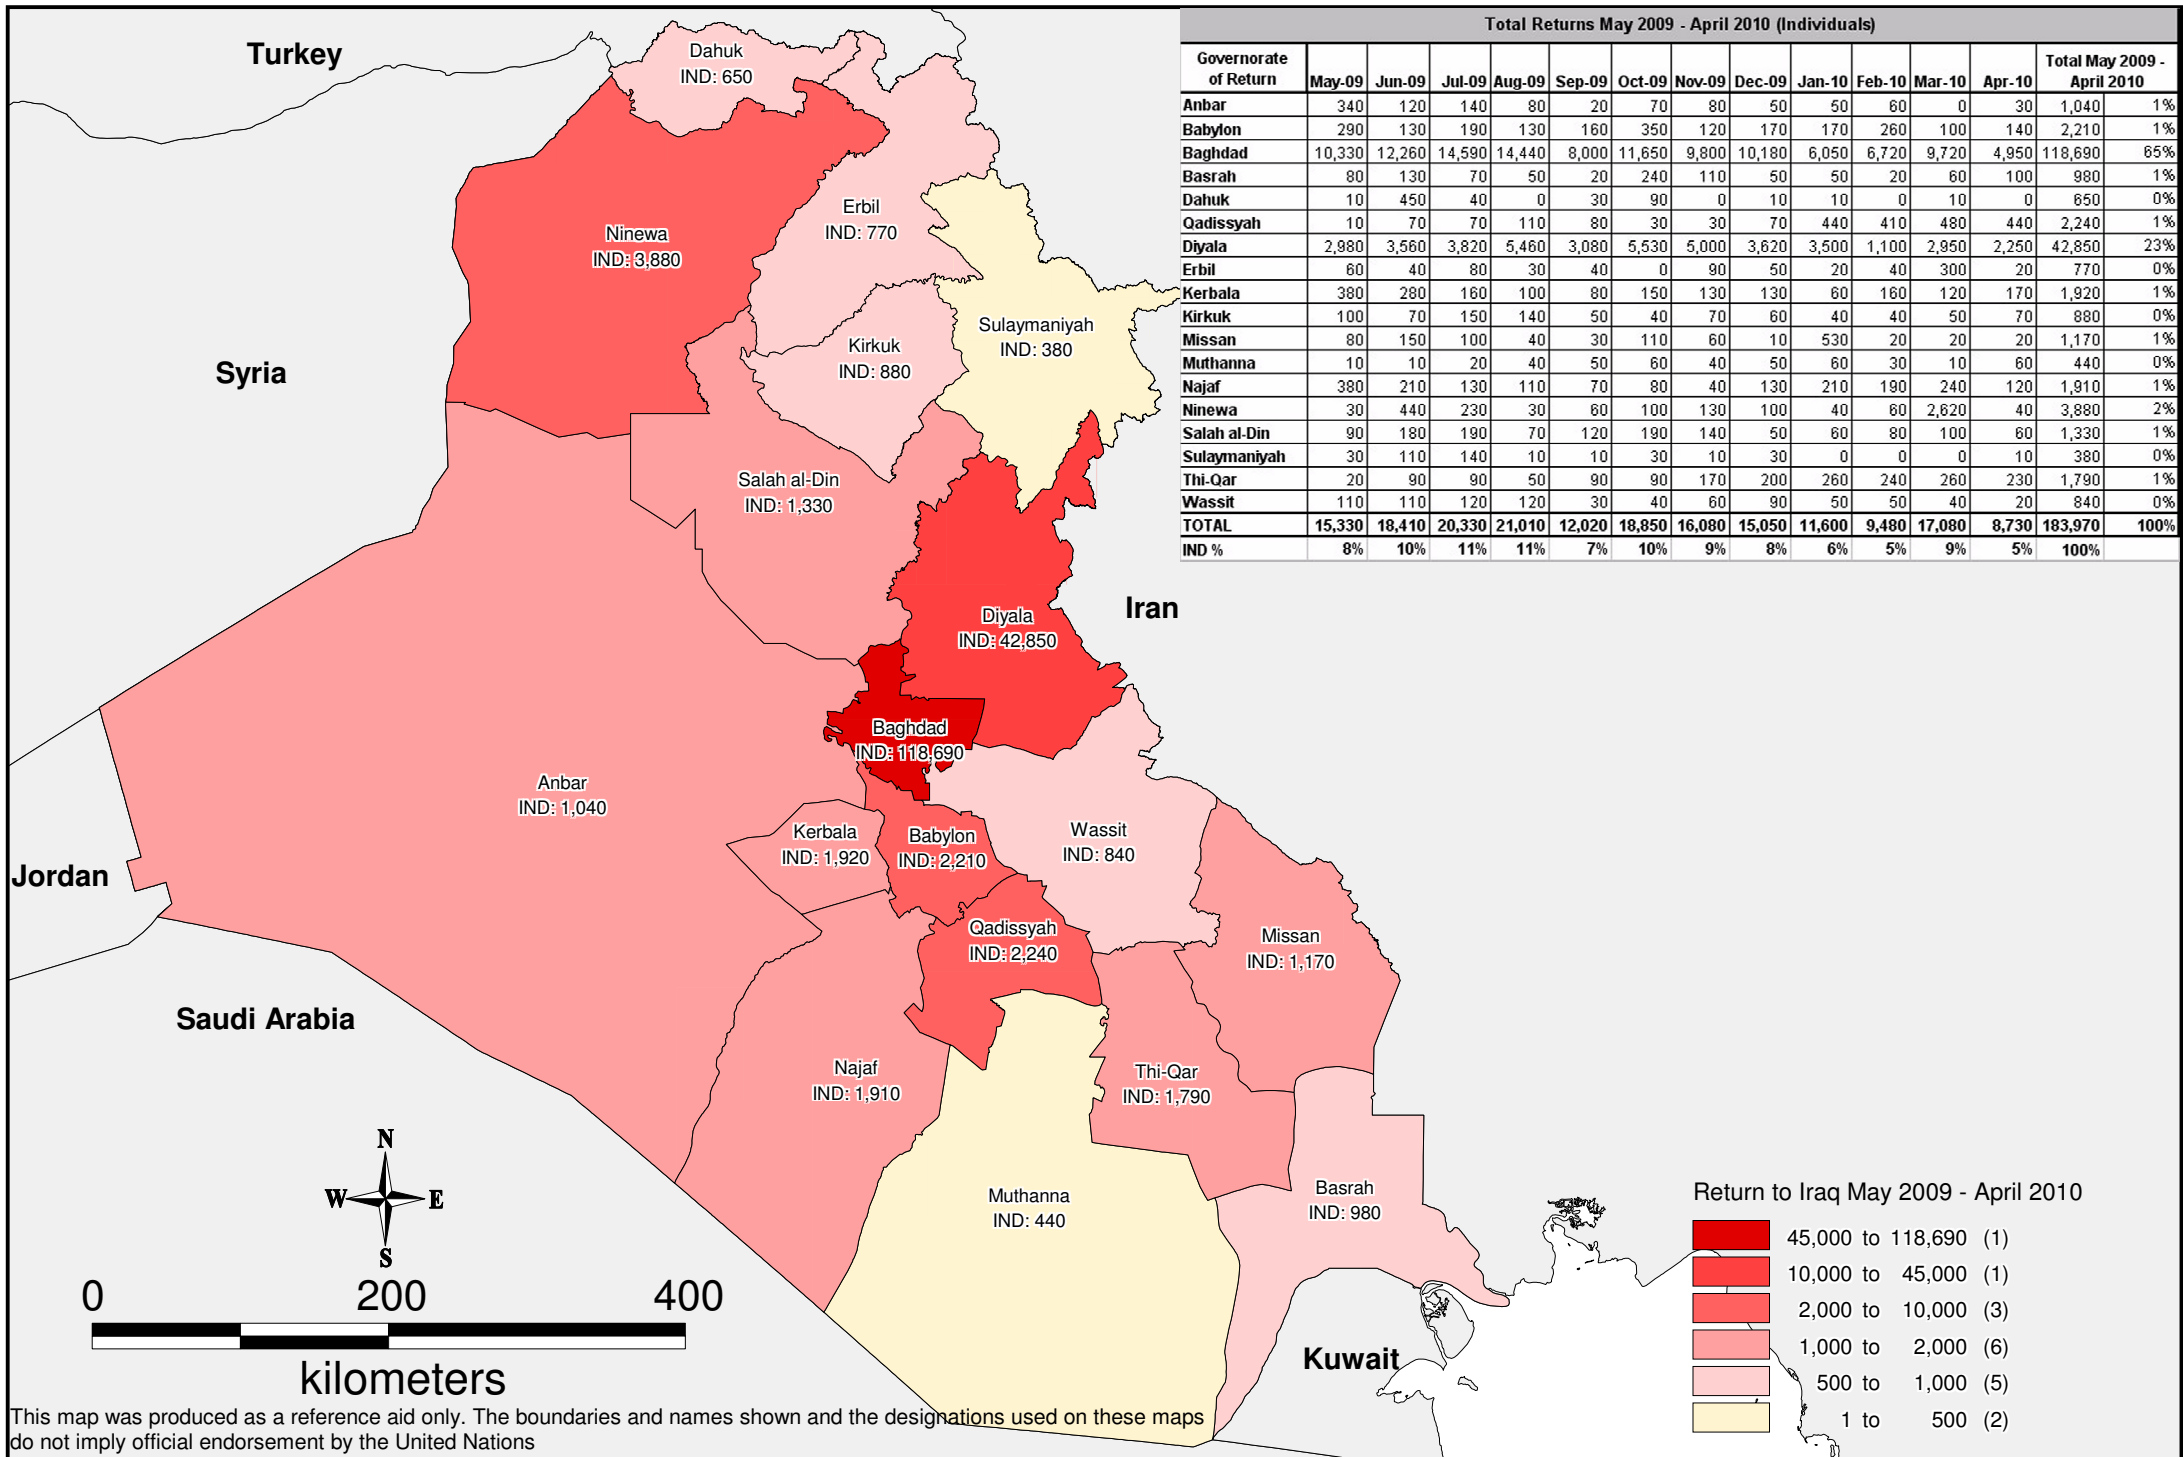 Total Returns May 2009 - April 2010 (Individuals)
Governorate of Return May-09 Jun-09 Jul-09 Aug-09 Sep-09 Oct-09 Nov-09 Dec-09 Jan-10 Feb-10 Mar-10 Apr-10 Total May 2009 - April 2010
Anbar 340 120 140 80 20 70 80 50 50 60 0 30 1,040 1%
Babylon 290 130 190 130 160 350 120 170 170 260 100 140 2,210 1%
Baghdad 10,330 12,260 14,590 14,440 8,000 11,650 9,800 10,180 6,050 6,720 9,720 4,950 118,690 65%
Basrah 80 130 70 50 20 240 110 50 50 20 60 100 980 1%
Dahuk 10 450 40 0 30 90 0 10 10 0 10 0 650 0%
Qadissyah 10 70 70 110 80 30 30 70 440 410 480 440 2,240 1%
Diyala 2,980 3,560 3,820 5,460 3,080 5,530 5,000 3,620 3,500 1,100 2,950 2,250 42,850 23%
Erbil 60 40 80 30 40 0 90 50 20 40 300 20 770 0%
Kerbala 380 280 160 100 80 150 130 130 60 160 120 170 1,920 1%
Kirkuk 100 70 150 140 50 40 70 60 40 40 50 70 880 0%
Missan 80 150 100 40 30 110 60 10 530 20 20 20 1,170 1%
Muthanna 10 10 20 40 50 60 40 50 60 30 10 60 440 0%
Najaf 380 210 130 110 70 80 40 130 210 190 240 120 1,910 1%
Ninewa 30 440 230 30 60 100 130 100 40 60 2,620 40 3,880 2%
Salah al-Din 90 180 190 70 120 190 140 50 60 80 100 60 1,330 1%
Sulaymaniyah 30 110 140 10 10 30 10 30 0 0 0 10 380 0%
Thi-Qar 20 90 90 50 90 90 170 200 260 240 260 230 1,790 1%
Wassit 110 110 120 120 30 40 60 90 50 50 40 20 840 0%
TOTAL 15,330 18,410 20,330 21,010 12,020 18,850 16,080 15,050 11,600 9,480 17,080 8,730 183,970 100%
IND % 8% 10% 11% 11% 7% 10% 9% 8% 6% 5% 9% 5% 100%
Turkey
Dahuk
IND: 650
Ninewa
IND: 3,880
Erbil
IND: 770
Sulaymaniyah
IND: 380
Kirkuk
IND: 880
Syria
Salah al-Din
IND: 1,330
Iran
Diyala
IND: 42,850
Baghdad
IND: 118,690
Anbar
IND: 1,040
Kerbala
IND: 1,920
Babylon
IND: 2,210
Wassit
IND: 840
Jordan
Qadissyah
IND: 2,240
Missan
IND: 1,170
Saudi Arabia
Najaf
IND: 1,910
Thi-Qar
IND: 1,790
Muthanna
IND: 440
Basrah
IND: 980
Kuwait
N
W E
S
0 200 400
kilometers
Return to Iraq May 2009 - April 2010
45,000 to 118,690 (1)
10,000 to 45,000 (1)
2,000 to 10,000 (3)
1,000 to 2,000 (6)
500 to 1,000 (5)
1 to 500 (2)
This map was produced as a reference aid only. The boundaries and names shown and the designations used on these maps
do not imply official endorsement by the United Nations